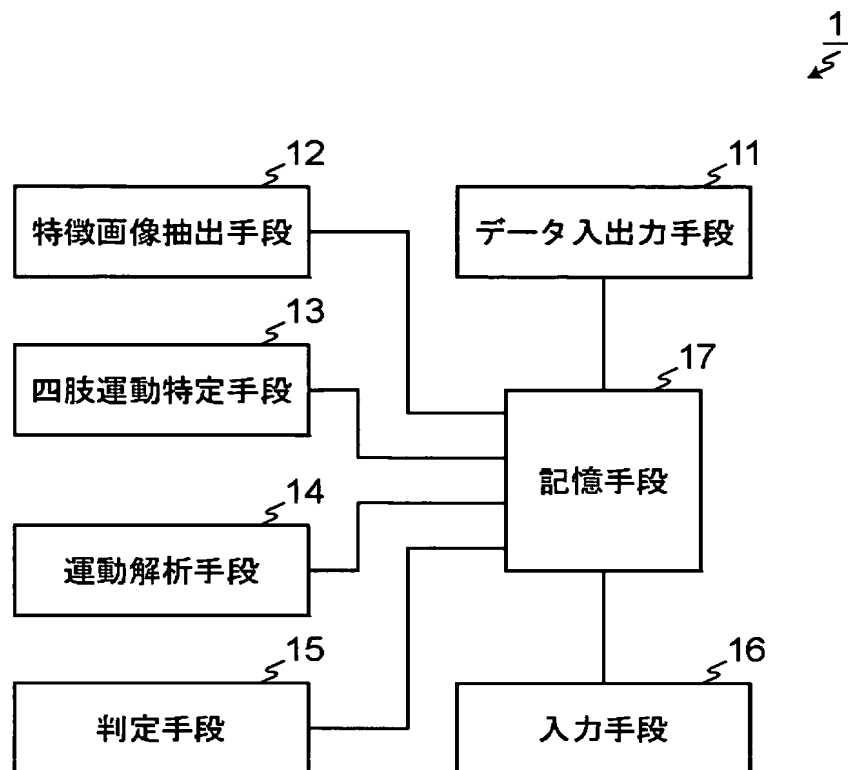 1
12
特徴画像抽出手段
11
データ入出力手段
13
四肢運動特定手段
17
記憶手段
14
運動解析手段
15
判定手段
16
入力手段